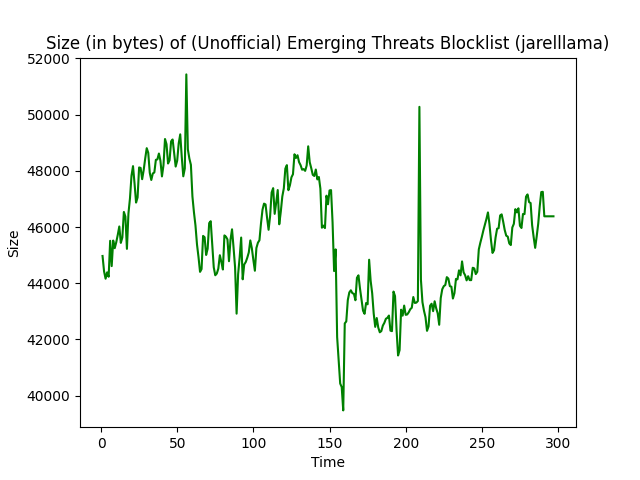 Size (in bytes) of (Unofficial) Emerging Threats Blocklist (jarelllama)
52000
50000
48000
46000
44000
42000
40000
Size
0 50 100 150 200 250 300
Time